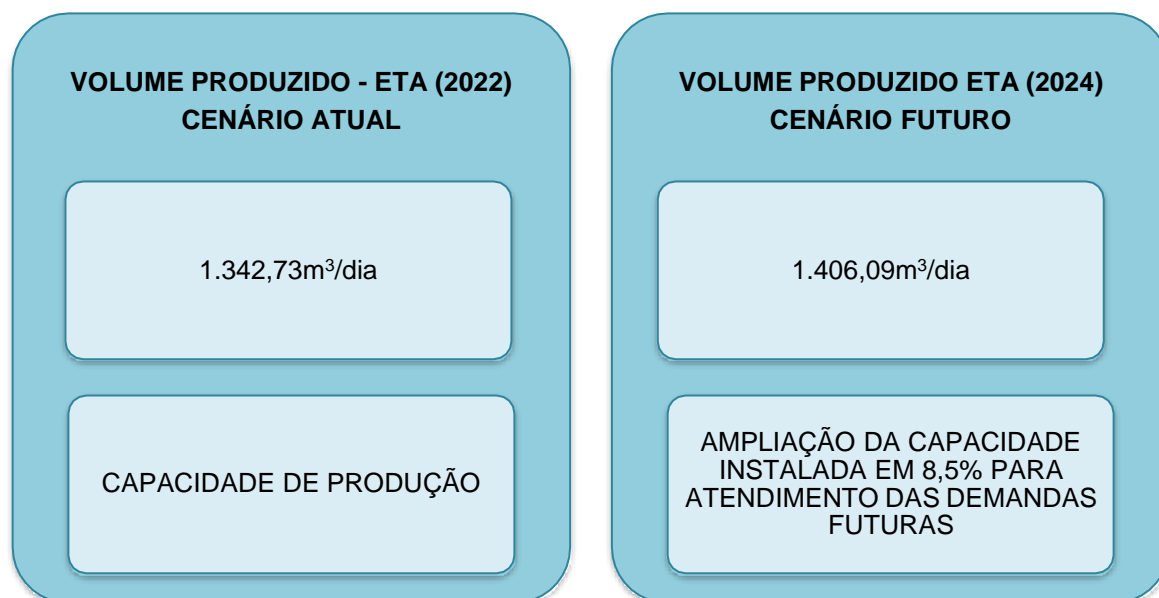 VOLUME PRODUZIDO - ETA (2022)
CENÁRIO ATUAL
1.342,73m³/dia
CAPACIDADE DE PRODUÇÃO
VOLUME PRODUZIDO ETA (2024)
CENÁRIO FUTURO
1.406,09m³/dia
AMPLIAÇÃO DA CAPACIDADE
INSTALADA EM 8,5% PARA
ATENDIMENTO DAS DEMANDAS
FUTURAS